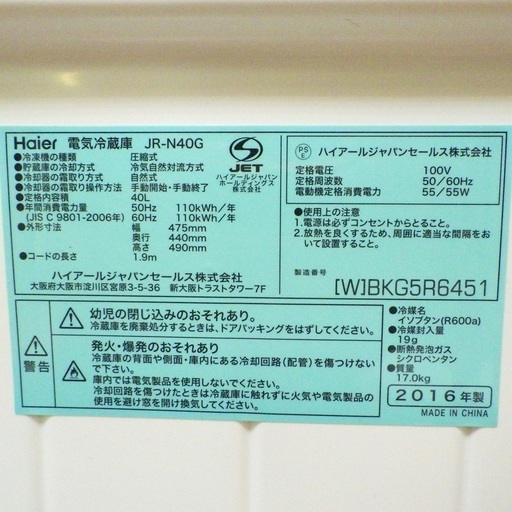 Haier 電気冷蔵庫 JR-N40G
●冷凍機の種類 圧縮式
●貯蔵庫の冷却方式 冷気自然対流方式
●冷却器の霜取り方式 自然式
●冷却器の霜取り操作方法 手動開始・手動終了
●定格内容積 40L
●年間消費電力量 50Hz 110kWh/年
(JIS C 9801-2006年) 60Hz 110kWh/年
●外形寸法 幅 475mm
奥行 440mm
高さ 490mm
●コードの長さ 1.9m
JET
ハイアールジャパン
ホールディングス
株式会社
ハイアールジャパンセールス株式会社
大阪府大阪市淀川区宮原3-5-36 新大阪トラストタワー7F
PS
E
ハイアールジャパンセールス株式会社
定格電圧 100V
定格周波数 50/60Hz
電動機定格消費電力 55/55W
●使用上の注意
1.電源は必ずコンセントからとること。
2.放熱を良くするため、周囲に適当な間隔をおいて設置すること。
製造番号 [W]BKG5R6451
警告
幼児の閉じ込めのおそれあり。
冷蔵庫を廃棄処分するときは、ドアパッキングをはずしてください。
発火・爆発のおそれあり
冷蔵庫の背面や側面・庫内にある冷却回路(配管)を傷つけない
で下さい。
庫内では電気製品を使用しないでください。
冷却回路を傷つけたときは冷蔵庫に触れずに火気や電気製品の
使用を避け窓を開け換気してください。
●冷媒名
イソブタン(R600a)
●冷媒封入量
19g
●断熱発泡ガス
シクロペンタン
●質量
17.0kg
2016年製
MADE IN CHINA